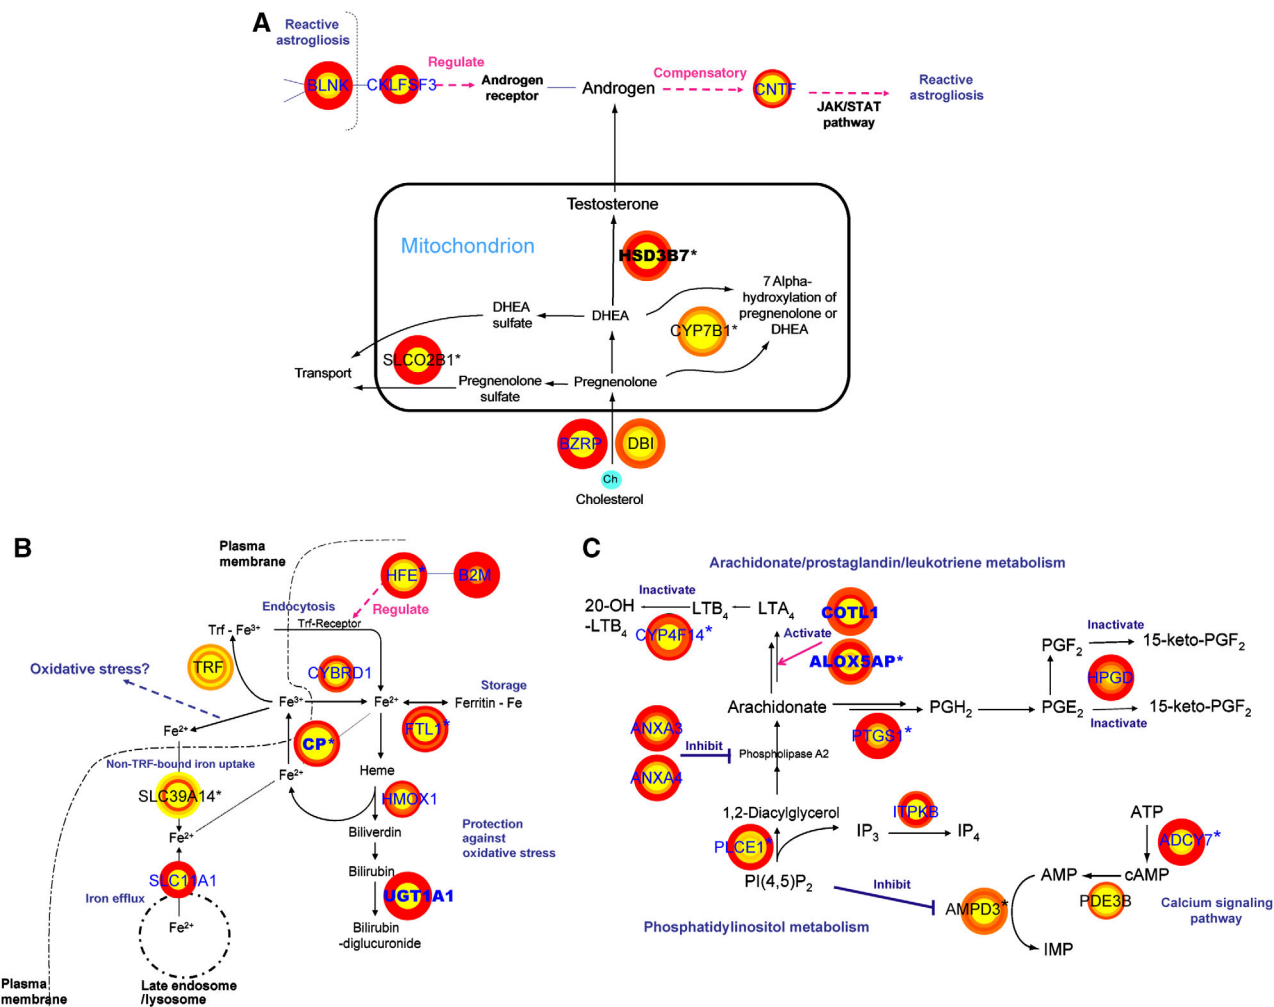 A
Reactive
astrogliosis
BLNK
CKLFSF3
Regulate
Androgen
receptor
Androgen
Compensatory
CNTF
JAK/STAT
pathway
Reactive
astrogliosis
Testosterone
Mitochondrion
HSD3B7*
7 Alpha-
hydroxylation of
pregnenolone or
DHEA
DHEA
sulfate
DHEA
CYP7B1*
SLCO2B1*
Transport
Pregnenolone
sulfate
Pregnenolone
BZRP
DBI
Ch
Cholesterol
B
Plasma
membrane
HFE*
B2M
Endocytosis
Regulate
Trf - Fe³⁺
Trf-Receptor
TRF
CYBRD1
Oxidative stress?
Storage
Fe³⁺
Fe²⁺
Ferritin - Fe
Fe²⁺
CP*
FTL1*
Non-TRF-bound iron uptake
Fe²⁺
Heme
SLC39A14*
HMOX1
Fe²⁺
Biliverdin
Protection
against
oxidative stress
SLC11A1
Bilirubin
Iron efflux
UGT1A1
Fe²⁺
Bilirubin
-diglucuronide
Plasma
membrane
Late endosome
/lysosome
C
Arachidonate/prostaglandin/leukotriene metabolism
Inactivate
20-OH
-LTB₄
LTB₄
LTA₄
COTL1
CYP4F14*
Activate
ALOX5AP*
PGF₂
Inactivate
15-keto-PGF₂
HPGD
Arachidonate
PGH₂
PGE₂
15-keto-PGF₂
Inactivate
ANXA3
PTGS1*
Inhibit
Phospholipase A2
ANXA4
1,2-Diacylglycerol
ITPKB
ATP
IP₃
IP₄
PLCE1*
ADCY7*
PI(4,5)P₂
Inhibit
AMP
cAMP
PDE3B
AMPD3*
Calcium signaling
pathway
Phosphatidylinositol metabolism
IMP